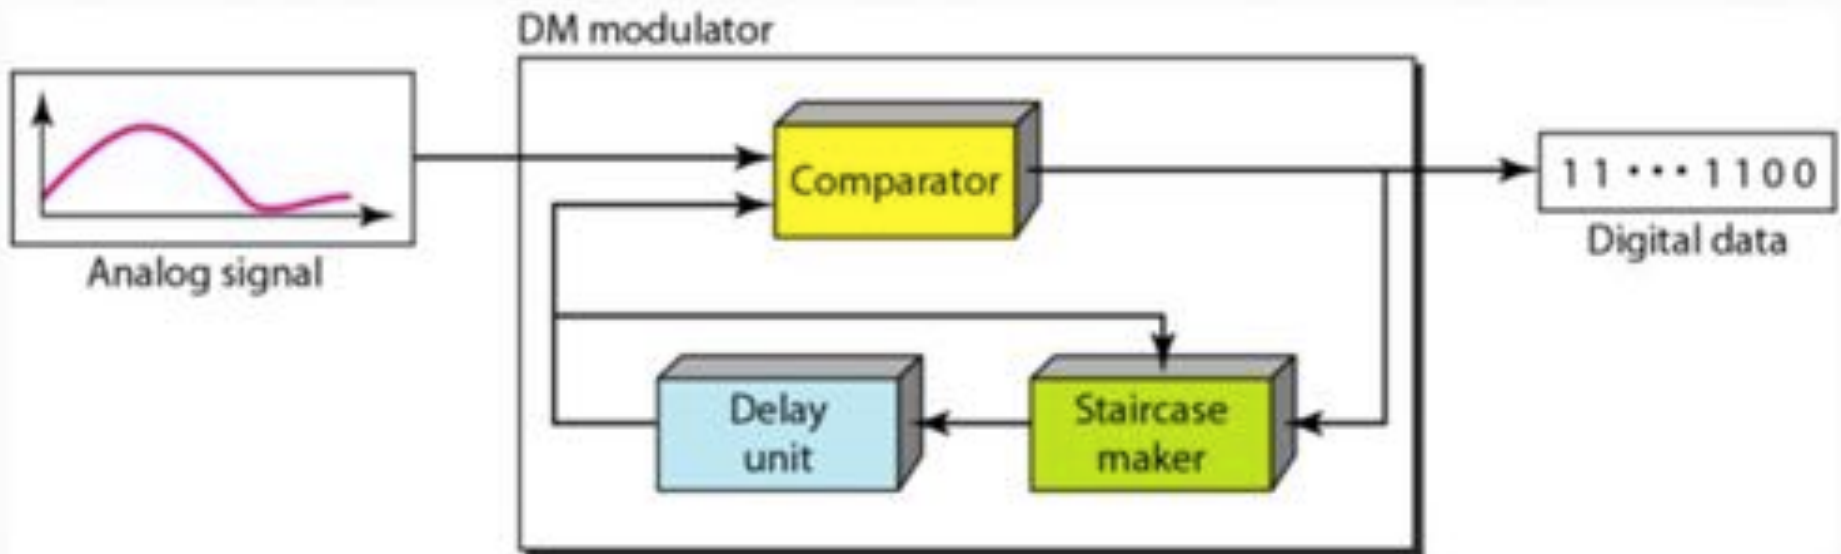 DM modulator
Analog signal
Comparator
11···1100
Digital data
Delay
unit
Staircase
maker